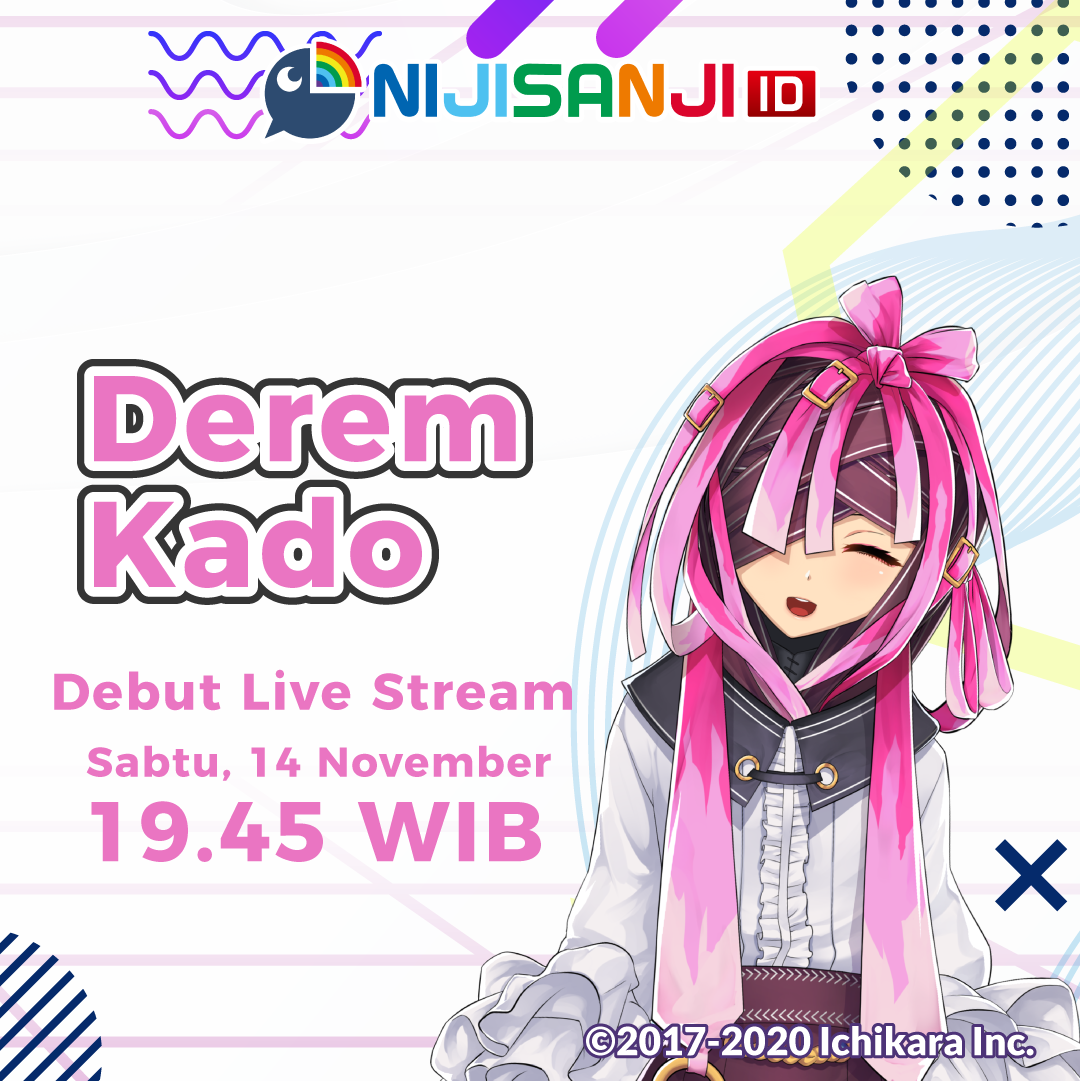 NIJISANJI ID
Derem
Kado
Debut Live Stream
Sabtu, 14 November
19.45 WIB
©2017-2020 Ichikara Inc.